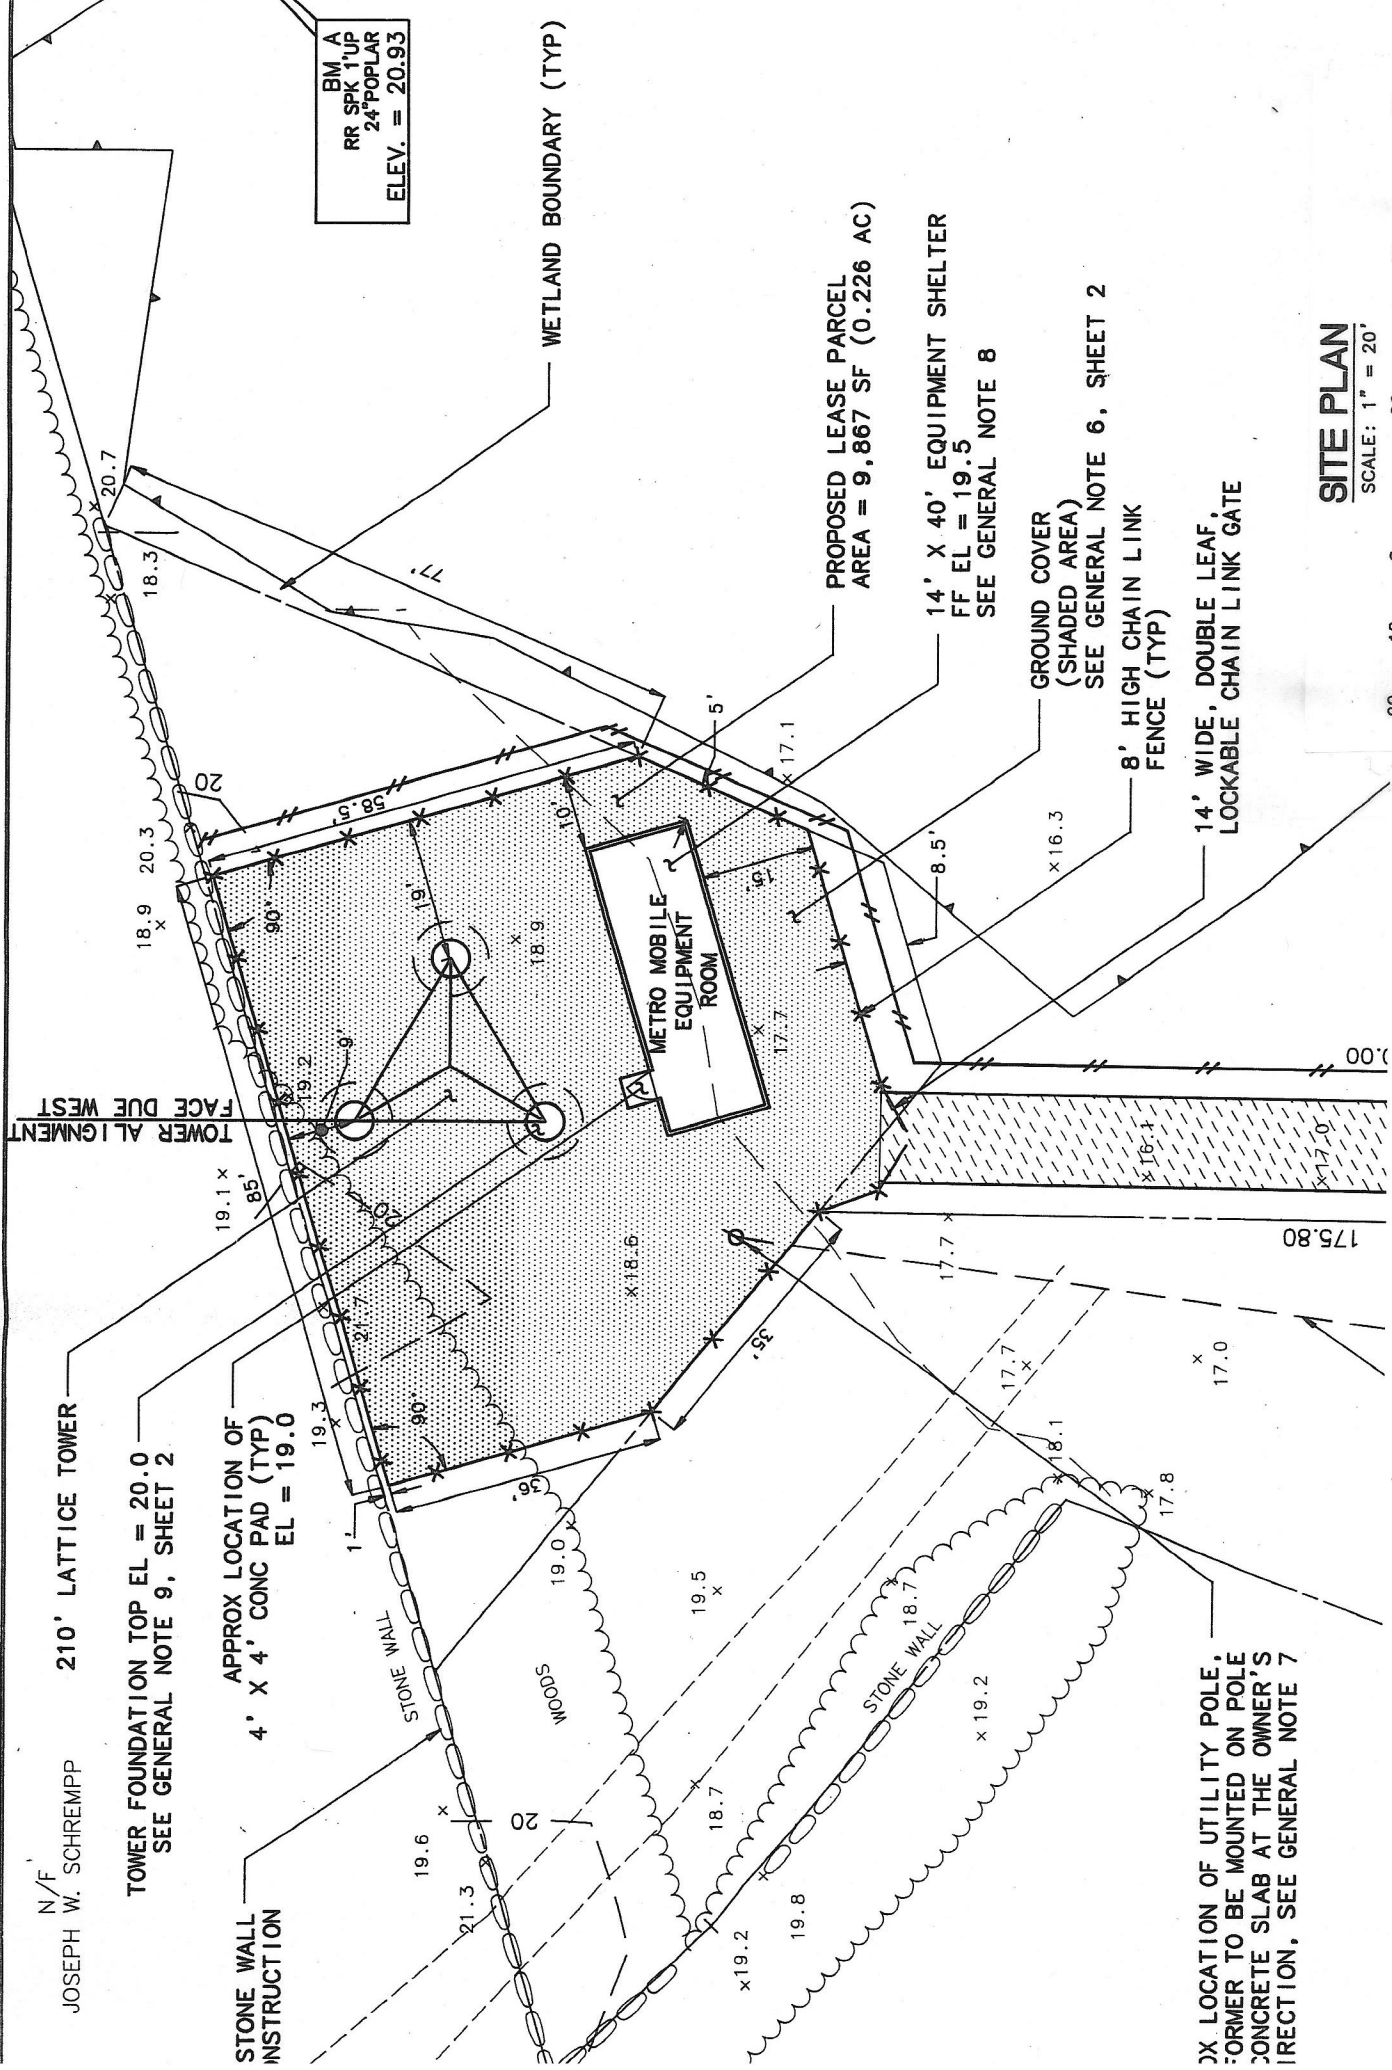 N/F
JOSEPH W. SCHREMPP
210' LATTICE TOWER
TOWER FOUNDATION TOP EL = 20.0
SEE GENERAL NOTE 9, SHEET 2
APPROX LOCATION OF
4' X 4' CONC PAD (TYP)
EL = 19.0
STONE WALL
NSTRUCTION
TOWER ALIGNMENT
FACE DUE WEST
BM A
RR SPK 1'UP
24"POPLAR
ELEV. = 20.93
WETLAND BOUNDARY (TYP)
PROPOSED LEASE PARCEL
AREA = 9,867 SF (0.226 AC)
14' X 40' EQUIPMENT SHELTER
FF EL = 19.5
SEE GENERAL NOTE 8
GROUND COVER
(SHADED AREA)
SEE GENERAL NOTE 6, SHEET 2
8' HIGH CHAIN LINK
FENCE (TYP)
14' WIDE, DOUBLE LEAF,
LOCKABLE CHAIN LINK GATE
SITE PLAN
SCALE: 1" = 20'
METRO MOBILE
EQUIPMENT
ROOM
STONE WALL
WOODS
STONE WALL
OX LOCATION OF UTILITY POLE,
FORMER TO BE MOUNTED ON POLE
CONCRETE SLAB AT THE OWNER'S
IRECTION, SEE GENERAL NOTE 7
20.7
18.3
77'
20
20.3
18.9
58.5'
90°
19'
10'
5'
17.1
15'
8.5'
16.3
18.9
17.7
19.2
9'
19.1
85'
20
21.7
19.3
90°
1'
36'
35'
18.6
16.1
17.0
0.00
175.80
17.7
17.7
17.0
18.1
17.8
19.0
19.5
18.7
19.2
18.7
20
19.6
21.3
19.8
19.2